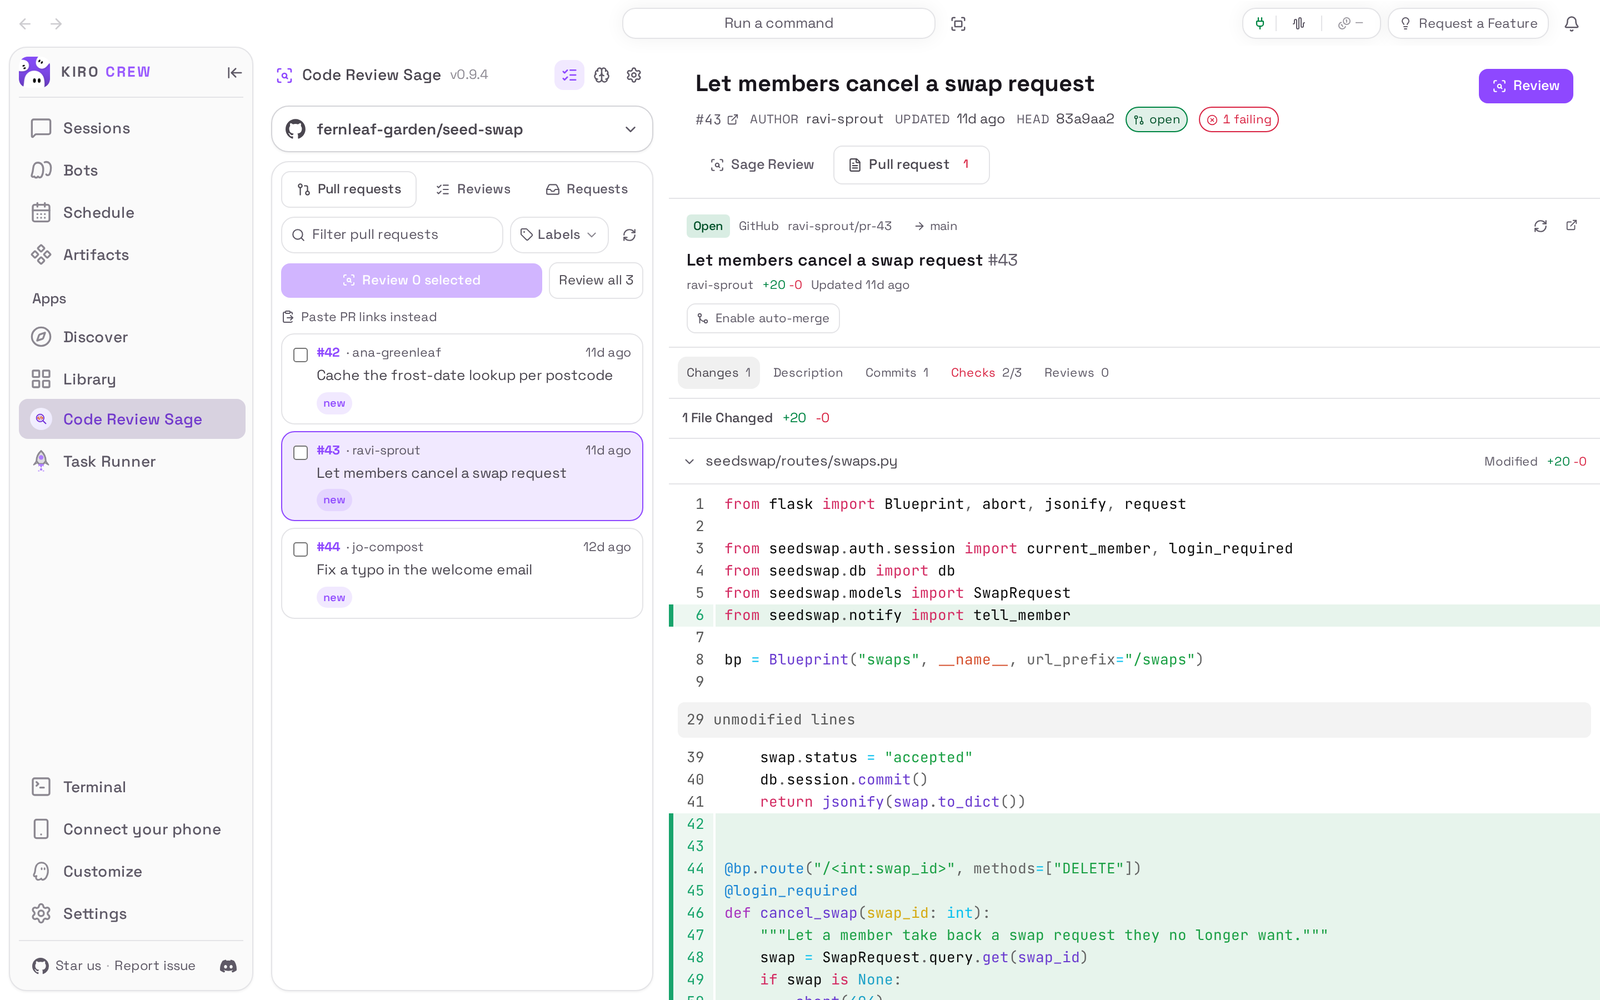 Run a command
Request a Feature
KIRO CREW
Sessions
Bots
Schedule
Artifacts
Apps
Discover
Library
Code Review Sage
Task Runner
Terminal
Connect your phone
Customize
Settings
Star us · Report issue
Code Review Sage v0.9.4
fernleaf-garden/seed-swap
Pull requests Reviews Requests
Filter pull requests Labels
Review 0 selected Review all 3
Paste PR links instead
#42 · ana-greenleaf 11d ago
Cache the frost-date lookup per postcode
new
#43 · ravi-sprout 11d ago
Let members cancel a swap request
new
#44 · jo-compost 12d ago
Fix a typo in the welcome email
new
Let members cancel a swap request
Review
#43 AUTHOR ravi-sprout UPDATED 11d ago HEAD 83a9aa2 open 1 failing
Sage Review Pull request 1
Open GitHub ravi-sprout/pr-43 → main
Let members cancel a swap request #43
ravi-sprout +20 -0 Updated 11d ago
Enable auto-merge
Changes 1 Description Commits 1 Checks 2/3 Reviews 0
1 File Changed +20 -0
seedswap/routes/swaps.py Modified +20 -0
1 from flask import Blueprint, abort, jsonify, request
2
3 from seedswap.auth.session import current_member, login_required
4 from seedswap.db import db
5 from seedswap.models import SwapRequest
6 from seedswap.notify import tell_member
7
8 bp = Blueprint("swaps", __name__, url_prefix="/swaps")
9
29 unmodified lines
39 swap.status = "accepted"
40 db.session.commit()
41 return jsonify(swap.to_dict())
42
43
44 @bp.route("/<int:swap_id>", methods=["DELETE"])
45 @login_required
46 def cancel_swap(swap_id: int):
47 """Let a member take back a swap request they no longer want."""
48 swap = SwapRequest.query.get(swap_id)
49 if swap is None:
50 abort(404)